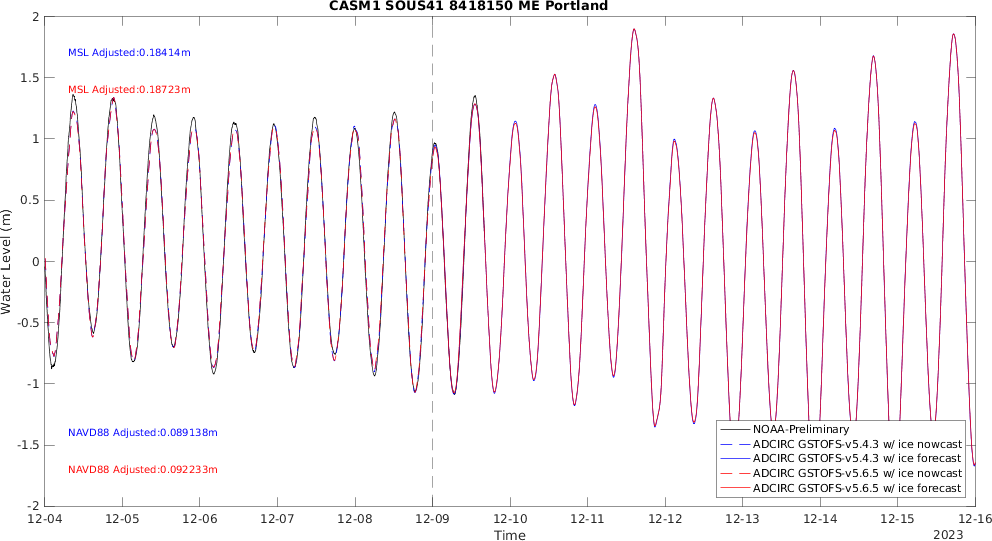 CASM1 SOUS41 8418150 ME Portland
MSL Adjusted:0.18414m
MSL Adjusted:0.18723m
NAVD88 Adjusted:0.089138m
NAVD88 Adjusted:0.092233m
Water Level (m)
2
1.5
1
0.5
0
-0.5
-1
-1.5
-2
NOAA-Preliminary
ADCIRC GSTOFS-v5.4.3 w/ ice nowcast
ADCIRC GSTOFS-v5.4.3 w/ ice forecast
ADCIRC GSTOFS-v5.6.5 w/ ice nowcast
ADCIRC GSTOFS-v5.6.5 w/ ice forecast
12-04 12-05 12-06 12-07 12-08 12-09 12-10 12-11 12-12 12-13 12-14 12-15 12-16
Time
2023